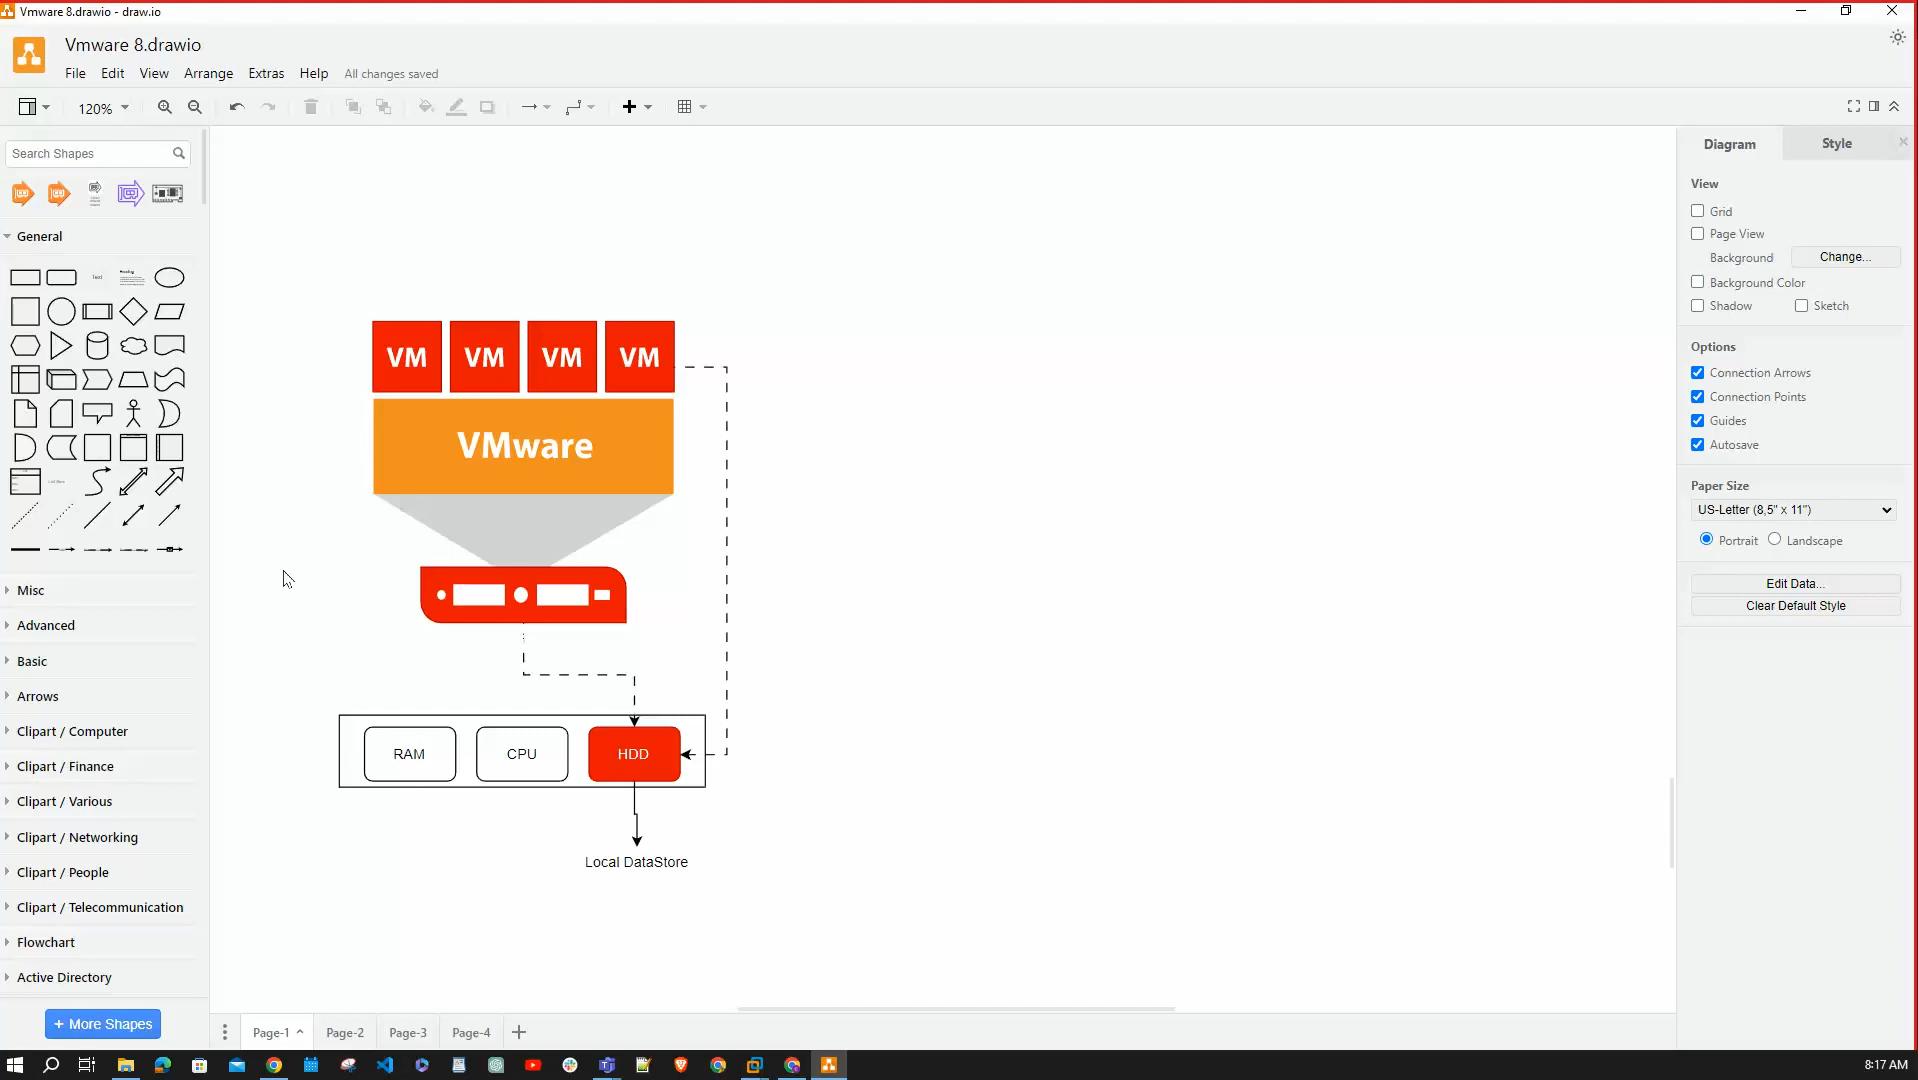 Vmware 8.drawio - draw.io
Vmware 8.drawio
File Edit View Arrange Extras Help All changes saved
120%
Search Shapes
General
Text
Heading
Misc
Advanced
Basic
Arrows
Clipart / Computer
Clipart / Finance
Clipart / Various
Clipart / Networking
Clipart / People
Clipart / Telecommunication
Flowchart
Active Directory
+ More Shapes
VM VM VM VM
VMware
RAM CPU HDD
Local DataStore
Diagram Style
View
Grid
Page View
Background Change...
Background Color
Shadow Sketch
Options
Connection Arrows
Connection Points
Guides
Autosave
Paper Size
US-Letter (8,5" x 11")
Portrait Landscape
Edit Data...
Clear Default Style
Page-1 Page-2 Page-3 Page-4
8:17 AM